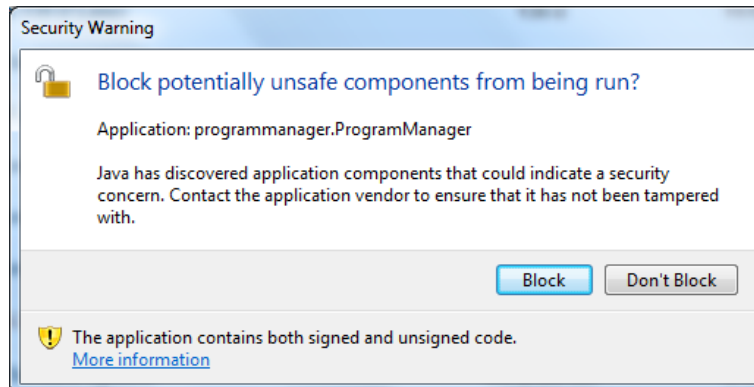 Security Warning
Block potentially unsafe components from being run?
Application: programmanager.ProgramManager
Java has discovered application components that could indicate a security
concern. Contact the application vendor to ensure that it has not been tampered
with.
Block
Don't Block
The application contains both signed and unsigned code.
More information